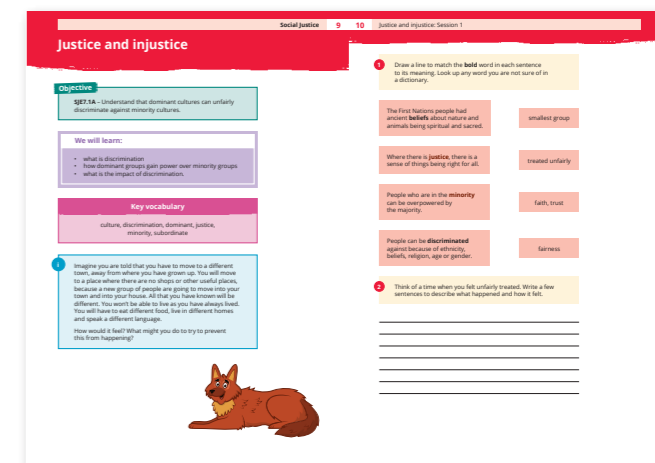 Social Justice 9 10 Justice and injustice: Session 1
Justice and injustice
Objective
SJE7.1A – Understand that dominant cultures can unfairly
discriminate against minority cultures.
We will learn:
• what is discrimination
• how dominant groups gain power over minority groups
• what is the impact of discrimination.
Key vocabulary
culture, discrimination, dominant, justice,
minority, subordinate
i
Imagine you are told that you have to move to a different
town, away from where you have grown up. You will move
to a place where there are no shops or other useful places,
because a new group of people are going to move into your
town and into your house. All that you have known will be
different. You won't be able to live as you have always lived.
You will have to eat different food, live in different homes
and speak a different language.
How would it feel? What might you do to try to prevent
this from happening?
1
Draw a line to match the bold word in each sentence
to its meaning. Look up any word you are not sure of in
a dictionary.
The First Nations people had
ancient beliefs about nature and
animals being spiritual and sacred.
smallest group
Where there is justice, there is a
sense of things being right for all.
treated unfairly
People who are in the minority
can be overpowered by
the majority.
faith, trust
People can be discriminated
against because of ethnicity,
beliefs, religion, age or gender.
fairness
2
Think of a time when you felt unfairly treated. Write a few
sentences to describe what happened and how it felt.